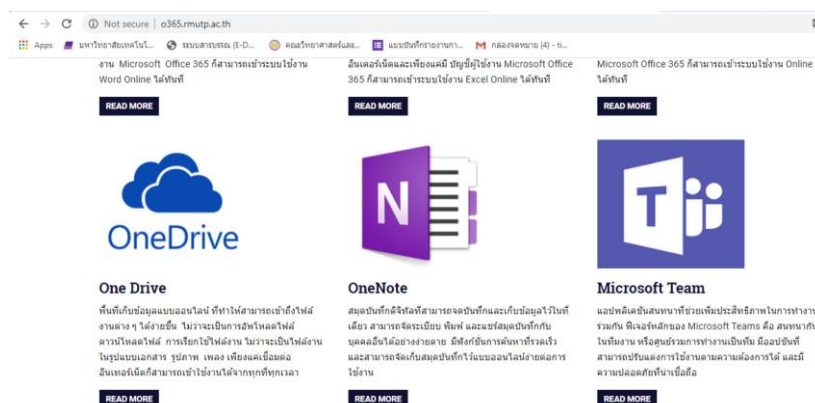 Not secure | o365.rmutp.ac.th
Apps มหาวิทยาลัยเทคโนโ... ระบบสารบรรณ (E-D... คณะวิทยาศาสตร์และ... แบบบันทึกรายงานกา... กล่องจดหมาย (4) - ti...
งาน Microsoft Office 365 ก็สามารถเข้าระบบใช้งาน
Word Online ได้ทันที
READ MORE
อินเตอร์เน็ตและเพียงแค่มี บัญชีผู้ใช้งาน Microsoft Office
365 ก็สามารถเข้าระบบใช้งาน Excel Online ได้ทันที
READ MORE
Microsoft Office 365 ก็สามารถเข้าระบบใช้งาน Online
ได้ทันที
READ MORE
OneDrive
One Drive
พื้นที่เก็บข้อมูลแบบออนไลน์ ที่ทำให้สามารถเข้าถึงไฟล์
งานต่าง ๆ ได้ง่ายขึ้น ไม่ว่าจะเป็นการอัพโหลดไฟล์
ดาวน์โหลดไฟล์ การเรียกใช้ไฟล์งาน ไม่ว่าจะเป็นไฟล์งาน
ในรูปแบบเอกสาร รูปภาพ เพลง เพียงแค่เชื่อมต่อ
อินเทอร์เน็ตก็สามารถเข้าใช้งานได้จากทุกที่ทุกเวลา
READ MORE
N
OneNote
สมุดบันทึกดิจิทัลที่สามารถจดบันทึกและเก็บข้อมูลไว้ในที่
เดียว สามารถจัดระเบียบ พิมพ์ และแชร์สมุดบันทึกกับ
บุคคลอื่นได้อย่างง่ายดาย มีฟังก์ชันการค้นหาที่รวดเร็ว
และสามารถจัดเก็บสมุดบันทึกไว้แบบออนไลน์ง่ายต่อการ
ใช้งาน
READ MORE
T
Microsoft Team
แอปพลิเคชันสนทนาที่ช่วยเพิ่มประสิทธิภาพในการทำงาน
ร่วมกัน ฟีเจอร์หลักของ Microsoft Teams คือ สนทนากัน
ในทีมงาน หรือศูนย์รวมการทำงานเป็นทีม มีออปชันที่
สามารถปรับแต่งการใช้งานตามความต้องการได้ และมี
ความปลอดภัยที่น่าเชื่อถือ
READ MORE